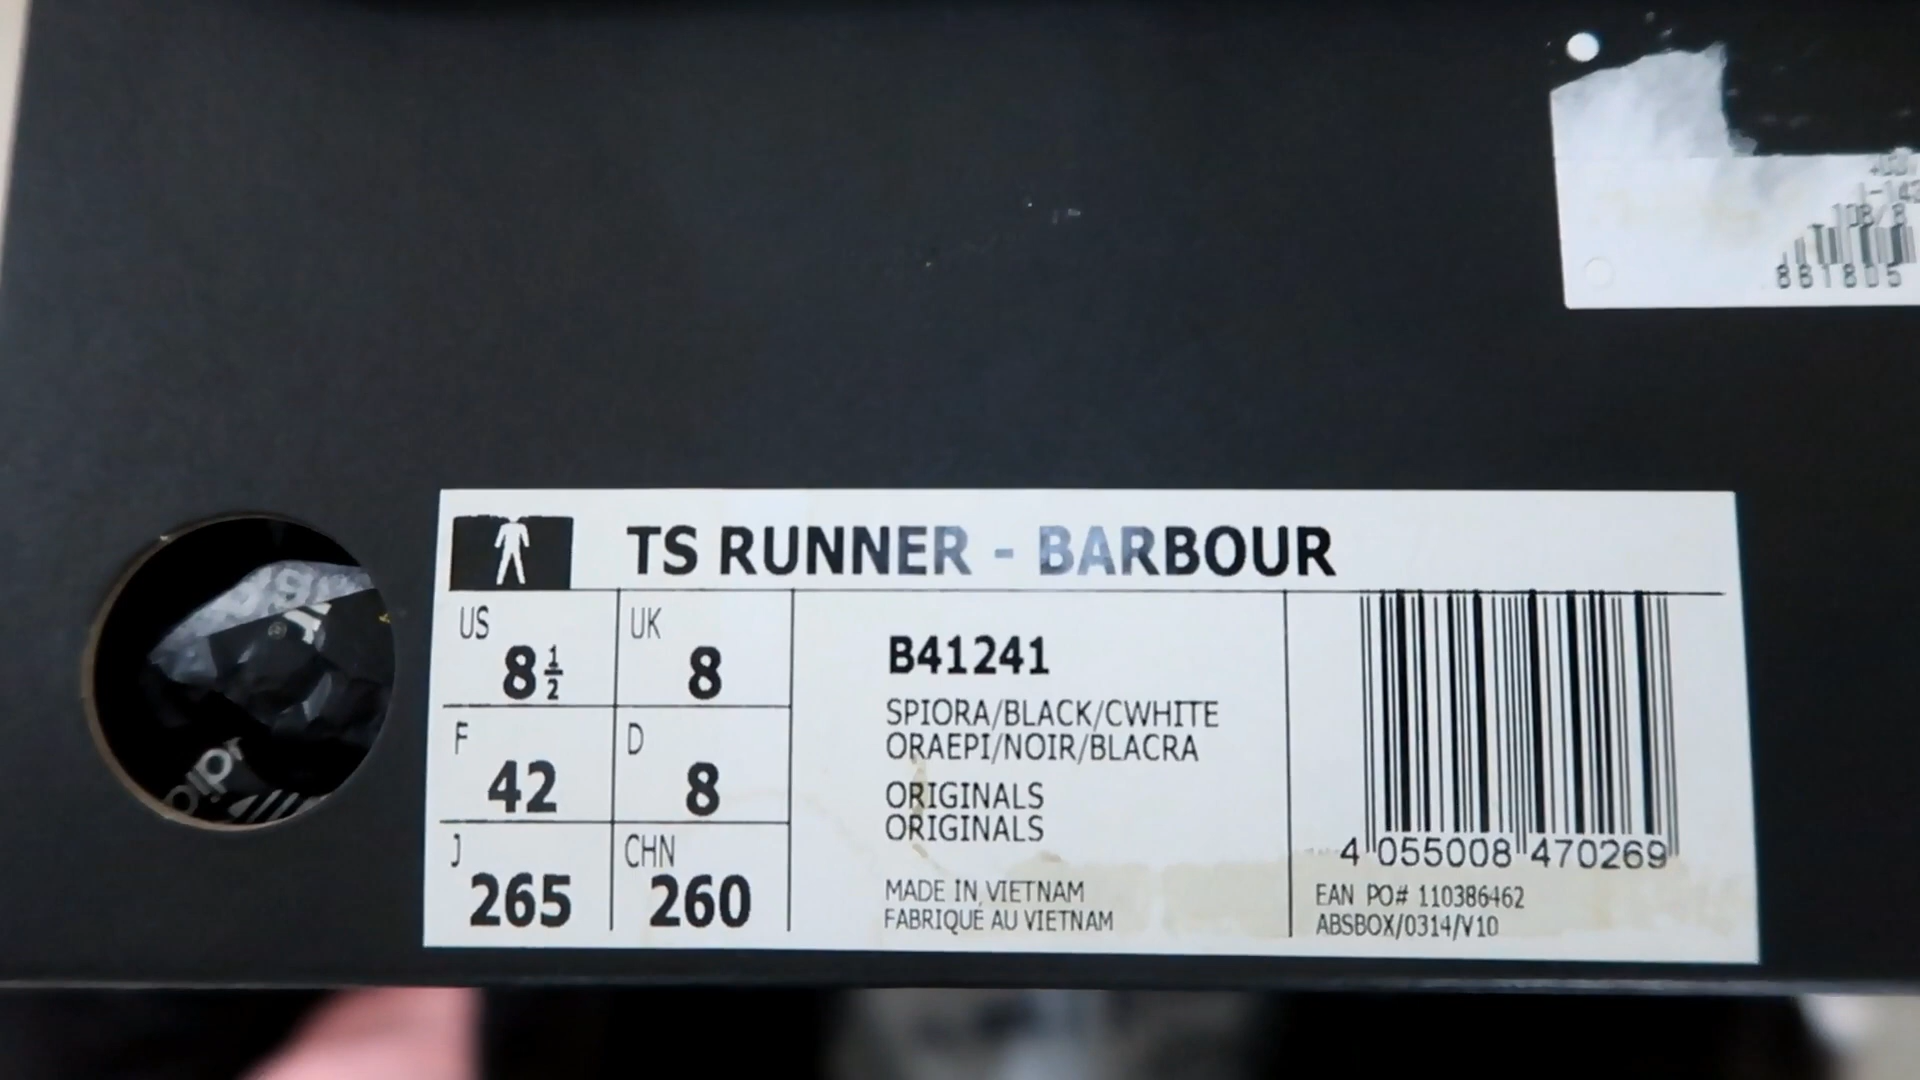 TS RUNNER - BARBOUR
US
8 1/2
UK
8
F
42
D
8
J
265
CHN
260
B41241
SPIORA/BLACK/CWHITE
ORAEPI/NOIR/BLACRA
ORIGINALS
ORIGINALS
MADE IN VIETNAM
FABRIQUE AU VIETNAM
4 055008 470269
EAN PO# 110386462
ABSBOX/0314/V10